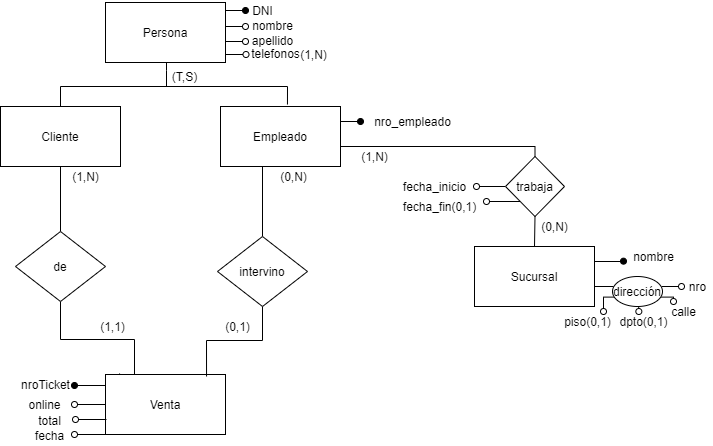 DNI
Persona
nombre
apellido
telefonos(1,N)
(T,S)
Cliente
Empleado
nro_empleado
(1,N)
(1,N)
(0,N)
fecha_inicio
trabaja
fecha_fin(0,1)
(0,N)
de
intervino
nombre
Sucursal
dirección
nro
calle
piso(0,1)
dpto(0,1)
(1,1)
(0,1)
nroTicket
online
Venta
total
fecha